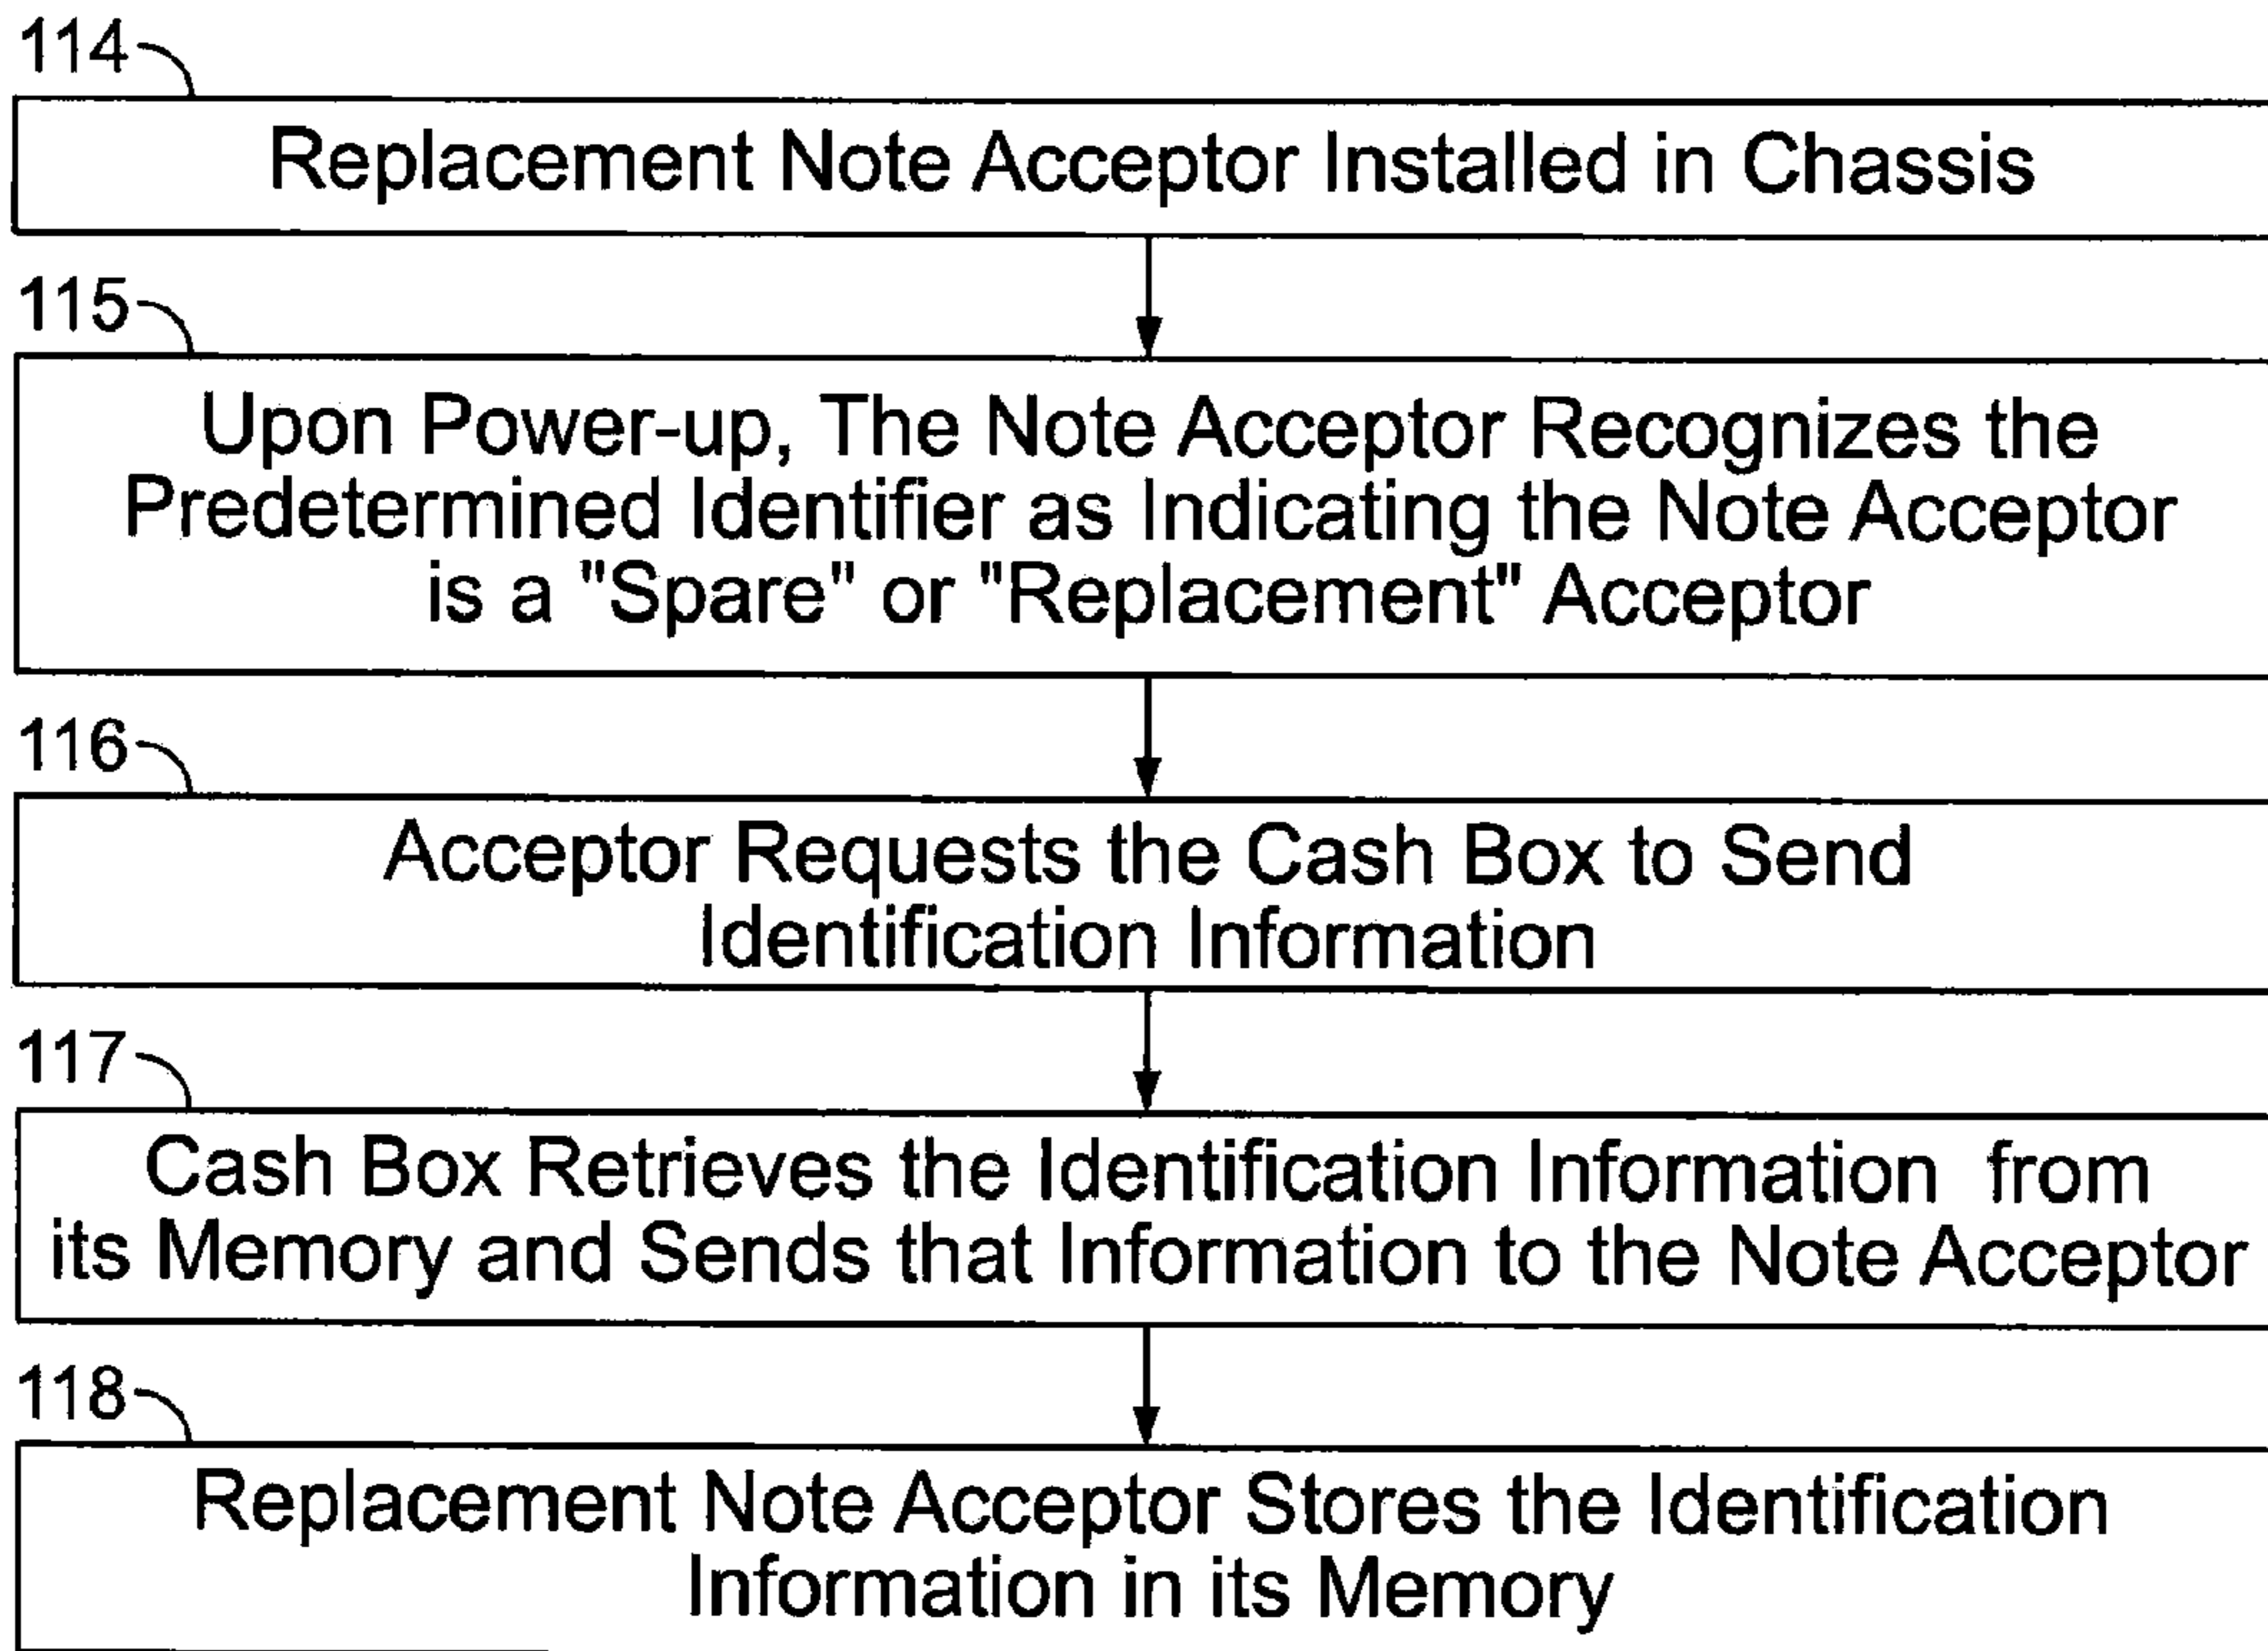 114
Replacement Note Acceptor Installed in Chassis
115
Upon Power-up, The Note Acceptor Recognizes the
Predetermined Identifier as Indicating the Note Acceptor
is a "Spare" or "Replacement" Acceptor
116
Acceptor Requests the Cash Box to Send
Identification Information
117
Cash Box Retrieves the Identification Information from
its Memory and Sends that Information to the Note Acceptor
118
Replacement Note Acceptor Stores the Identification
Information in its Memory